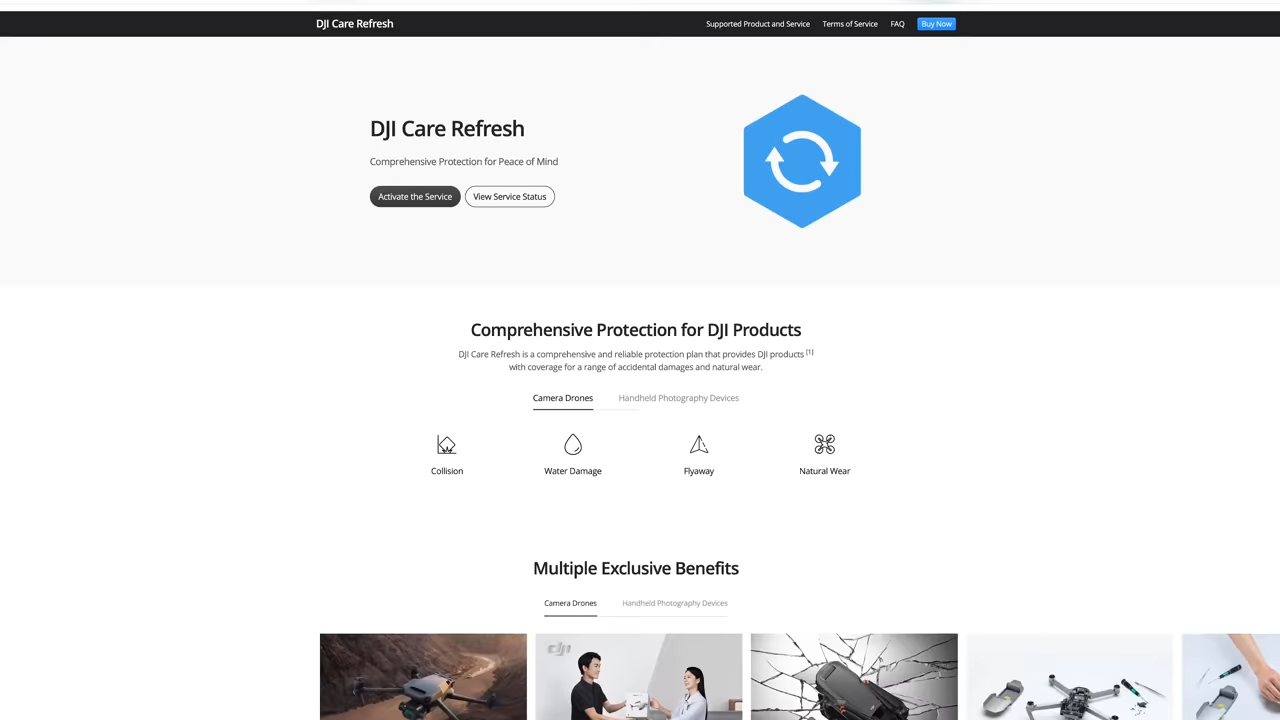 DJI Care Refresh
Supported Product and Service
Terms of Service
FAQ
Buy Now
DJI Care Refresh
Comprehensive Protection for Peace of Mind
Activate the Service
View Service Status
Comprehensive Protection for DJI Products
DJI Care Refresh is a comprehensive and reliable protection plan that provides DJI products [1]
with coverage for a range of accidental damages and natural wear.
Camera Drones
Handheld Photography Devices
Collision
Water Damage
Flyaway
Natural Wear
Multiple Exclusive Benefits
Camera Drones
Handheld Photography Devices
dji